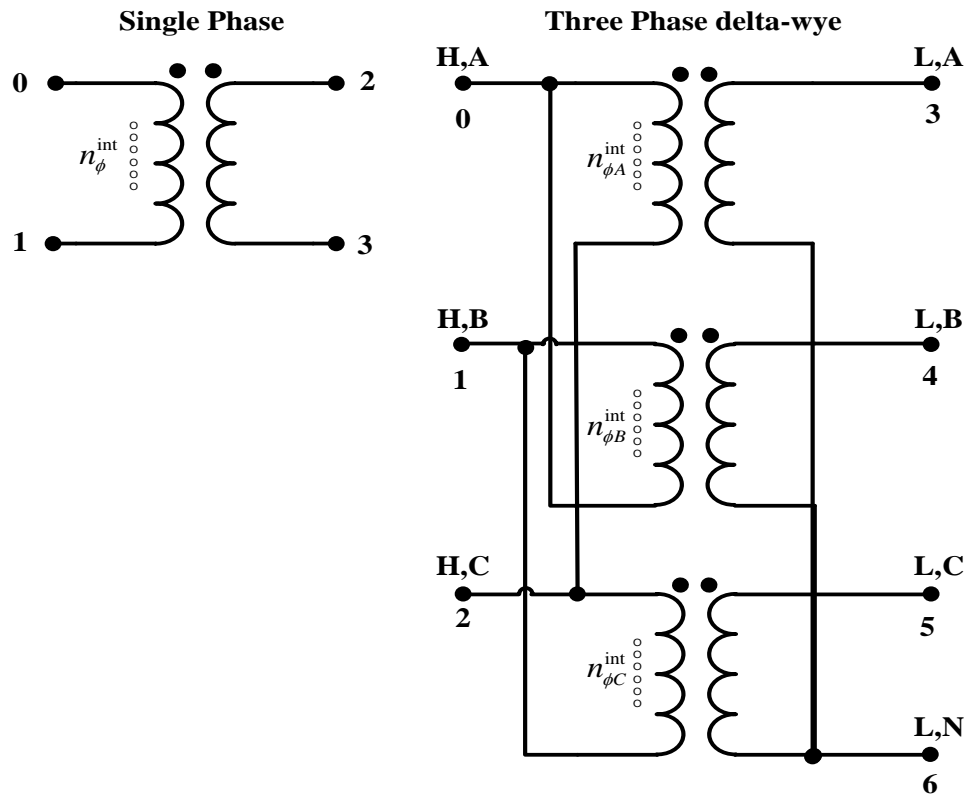 Single Phase
0
2
n_ϕ^int
1
3
Three Phase delta-wye
H,A
L,A
0
3
n_ϕA^int
H,B
L,B
1
4
n_ϕB^int
H,C
L,C
2
5
n_ϕC^int
L,N
6